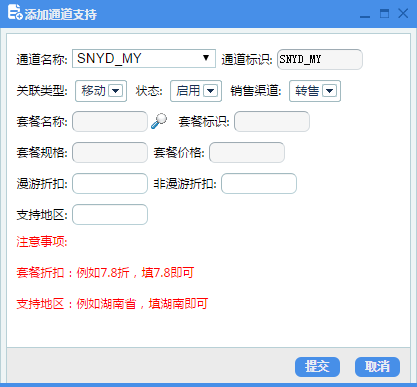 添加通道支持
通道名称: SNYD_MY 通道标识: SNYD_MY
关联类型: 移动 状态: 启用 销售渠道: 转售
套餐名称: 套餐标识:
套餐规格: 套餐价格:
漫游折扣: 非漫游折扣:
支持地区:
注意事项:
套餐折扣：例如7.8折，填7.8即可
支持地区：例如湖南省，填湖南即可
提交 取消